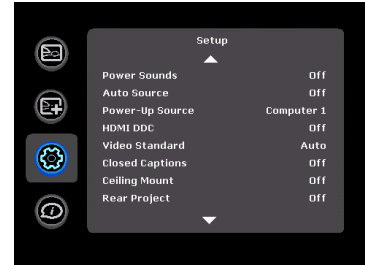 Setup
Power Sounds Off
Auto Source Off
Power-Up Source Computer 1
HDMI DDC Off
Video Standard Auto
Closed Captions Off
Ceiling Mount Off
Rear Project Off
i